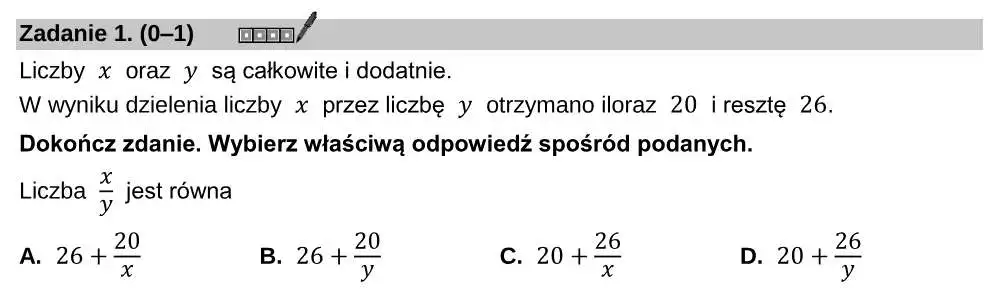 Zadanie 1. (0–1)
Liczby x oraz y są całkowite i dodatnie.
W wyniku dzielenia liczby x przez liczbę y otrzymano iloraz 20 i resztę 26.
Dokończ zdanie. Wybierz właściwą odpowiedź spośród podanych.
Liczba x/y jest równa
A. 26 + 20/x B. 26 + 20/y C. 20 + 26/x D. 20 + 26/y